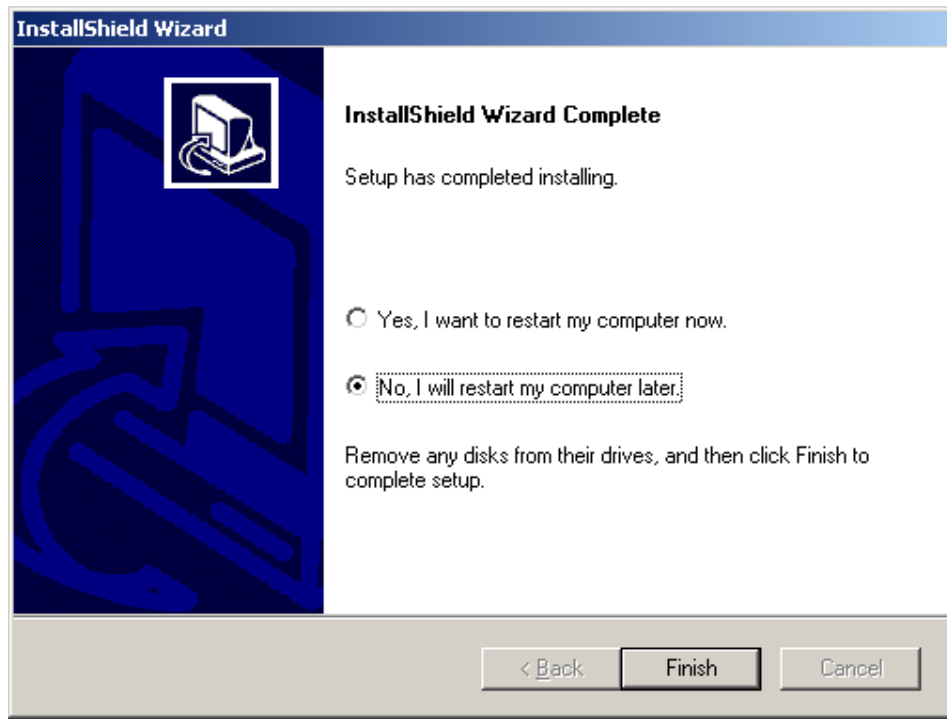 InstallShield Wizard
InstallShield Wizard Complete
Setup has completed installing.
Yes, I want to restart my computer now.
No, I will restart my computer later.
Remove any disks from their drives, and then click Finish to
complete setup.
< Back
Finish
Cancel